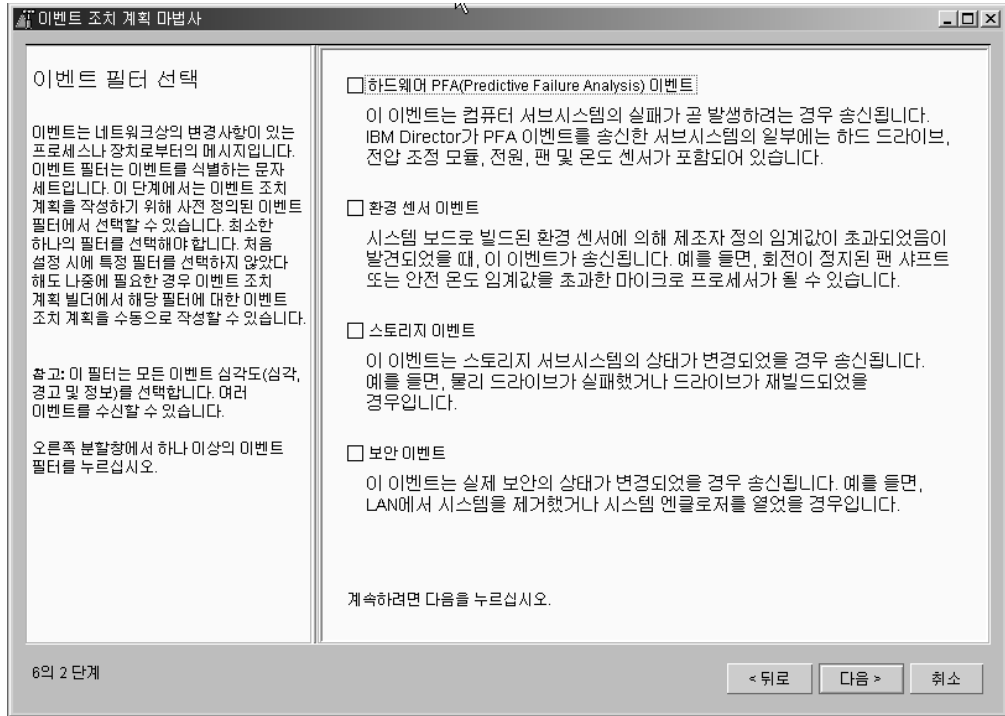 이벤트 조치 계획 마법사
이벤트 필터 선택
이벤트는 네트워크상의 변경사항이 있는
프로세스나 장치로부터의 메시지입니다.
이벤트 필터는 이벤트를 식별하는 문자
세트입니다. 이 단계에서는 이벤트 조치
계획을 작성하기 위해 사전 정의된 이벤트
필터에서 선택할 수 있습니다. 최소한
하나의 필터를 선택해야 합니다. 처음
설정 시에 특정 필터를 선택하지 않았다
해도 나중에 필요한 경우 이벤트 조치
계획 빌더에서 해당 필터에 대한 이벤트
조치 계획을 수동으로 작성할 수 있습니다.
참고: 이 필터는 모든 이벤트 심각도(심각,
경고 및 정보)를 선택합니다. 여러
이벤트를 수신할 수 있습니다.
오른쪽 분할창에서 하나 이상의 이벤트
필터를 누르십시오.
하드웨어 PFA(Predictive Failure Analysis) 이벤트
이 이벤트는 컴퓨터 서브시스템의 실패가 곧 발생하려는 경우 송신됩니다.
IBM Director가 PFA 이벤트를 송신한 서브시스템의 일부에는 하드 드라이브,
전압 조정 모듈, 전원, 팬 및 온도 센서가 포함되어 있습니다.
환경 센서 이벤트
시스템 보드로 빌드된 환경 센서에 의해 제조자 정의 임계값이 초과되었음이
발견되었을 때, 이 이벤트가 송신됩니다. 예를 들면, 회전이 정지된 팬 샤프트
또는 안전 온도 임계값을 초과한 마이크로 프로세서가 될 수 있습니다.
스토리지 이벤트
이 이벤트는 스토리지 서브시스템의 상태가 변경되었을 경우 송신됩니다.
예를 들면, 물리 드라이브가 실패했거나 드라이브가 재빌드되었을
경우입니다.
보안 이벤트
이 이벤트는 실제 보안의 상태가 변경되었을 경우 송신됩니다. 예를 들면,
LAN에서 시스템을 제거했거나 시스템 엔클로저를 열었을 경우입니다.
계속하려면 다음을 누르십시오.
6의 2 단계
< 뒤로
다음 >
취소